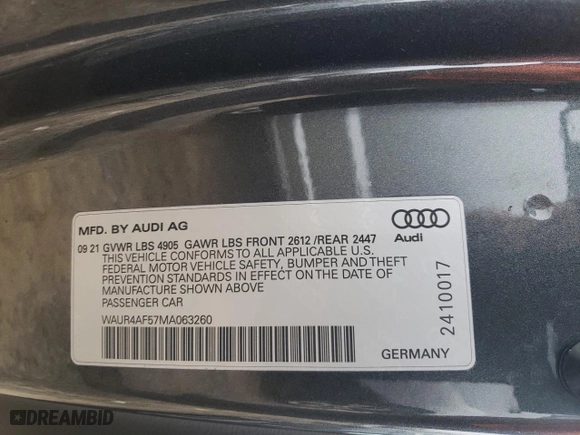 MFD. BY AUDI AG
Audi
09 21 GVWR LBS 4905 GAWR LBS FRONT 2612 /REAR 2447
THIS VEHICLE CONFORMS TO ALL APPLICABLE U.S.
FEDERAL MOTOR VEHICLE SAFETY, BUMPER AND THEFT
PREVENTION STANDARDS IN EFFECT ON THE DATE OF
MANUFACTURE SHOWN ABOVE
PASSENGER CAR
WAUR4AF57MA063260
2410017
GERMANY
DREAMBID